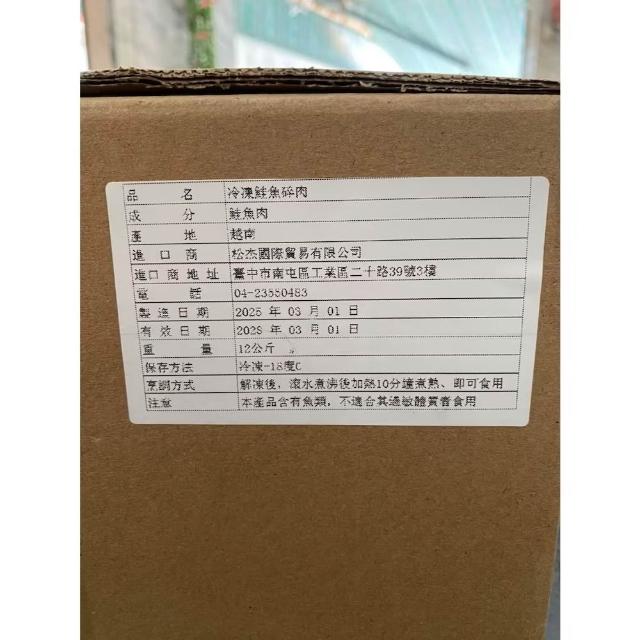 品 名 冷凍鮭魚碎肉
成 分 鮭魚肉
產 地 越南
進 口 商 松杰國際貿易有限公司
進口商地址 臺中市南屯區工業區二十路39號3樓
電 話 04-23550483
製造日期 2025 年 03 月 01 日
有效日期 2028 年 03 月 01 日
重 量 12公斤
保存方法 冷凍-18度C
烹調方式 解凍後，滾水煮沸後加熱10分鐘煮熟、即可食用
注意 本產品含有魚類，不適合其過敏體質者食用